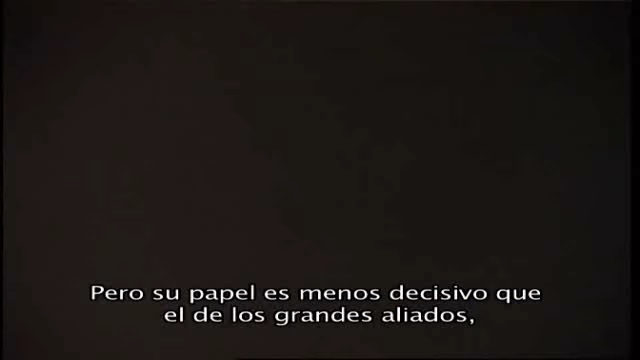 Pero su papel es menos decisivo que
el de los grandes aliados,